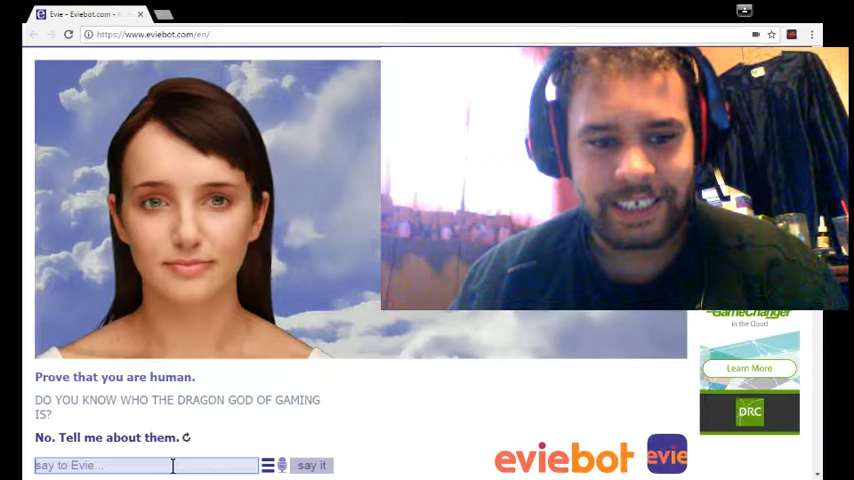 Evie - Eviebot.com -
https://www.eviebot.com/en/
GameChanger
in the Cloud
Learn More
DRC
Prove that you are human.
DO YOU KNOW WHO THE DRAGON GOD OF GAMING
IS?
No. Tell me about them.
say to Evie...
say it
eviebot
evie